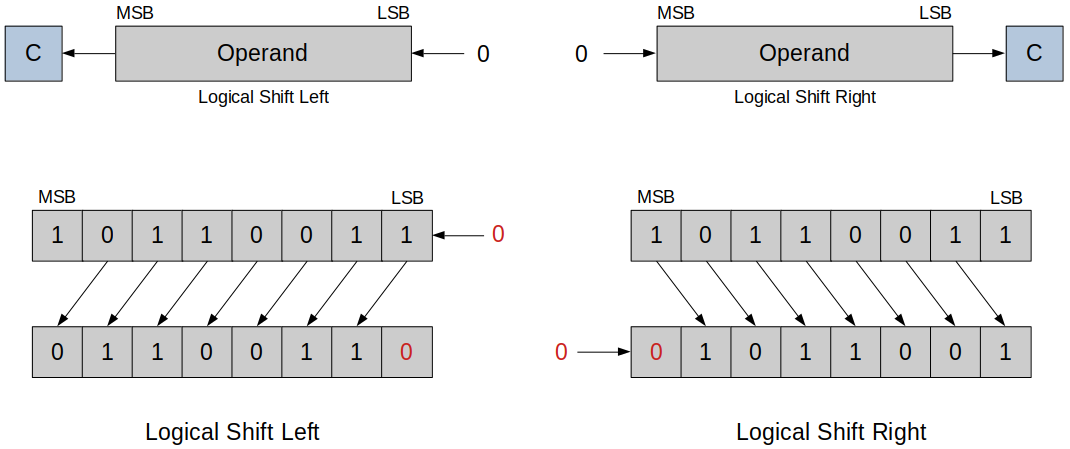 MSB LSB MSB LSB
C Operand 0 0 Operand C
Logical Shift Left Logical Shift Right
MSB LSB MSB LSB
1 0 1 1 0 0 1 1 0 1 0 1 1 0 0 1 1
0 1 1 0 0 1 1 0 0 0 1 0 1 1 0 0 1
Logical Shift Left Logical Shift Right